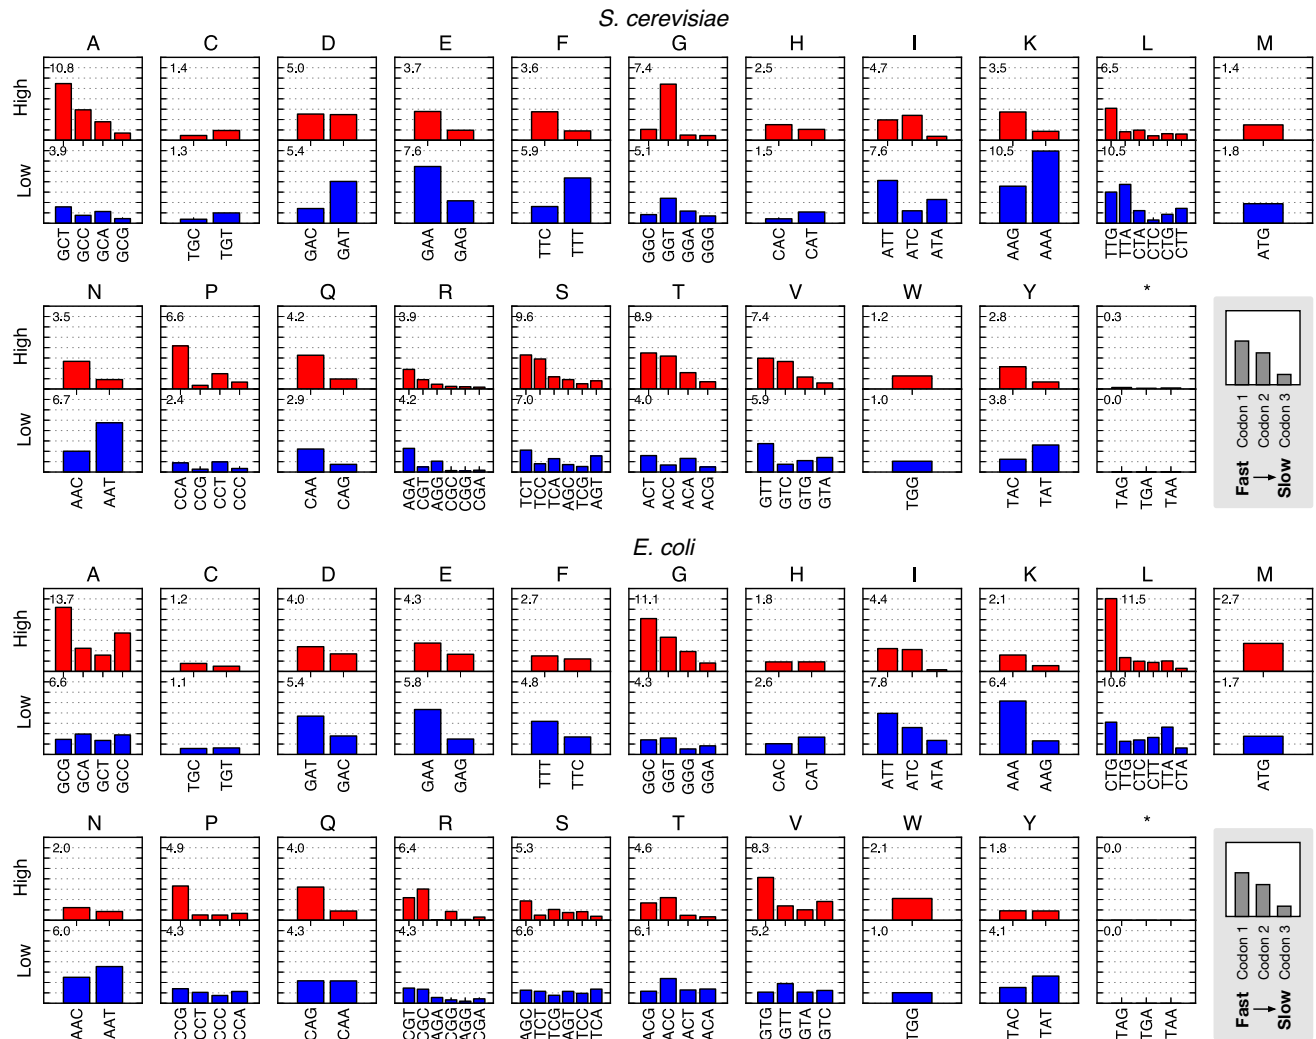 S. cerevisiae
A C D E F G H I K L M
High
10.8 1.4 5.0 3.7 3.6 7.4 2.5 4.7 3.5 6.5 1.4
Low
3.9 1.3 5.4 7.6 5.9 5.1 1.5 7.6 10.5 10.5 1.8
GCT GCC GCA GCG TGC TGT GAC GAT GAA GAG TTC TTT GGC GGT GGA GGG CAC CAT ATT ATC ATA AAG AAA TTG TTA CTA CTC CTG CTT ATG
N P Q R S T V W Y *
High
3.5 6.6 4.2 3.9 9.6 8.9 7.4 1.2 2.8 0.3
Low
6.7 2.4 2.9 4.2 7.0 4.0 5.9 1.0 3.8 0.0
AAC AAT CCA CCG CCT CCC CAA CAG AGA CGT AGG CGC CGG CGA TCT TCC TCA AGC TCG AGT ACT ACC ACA ACG GTT GTC GTG GTA TGG TAC TAT TAG TGA TAA
Codon 1 Codon 2 Codon 3
Fast → Slow
E. coli
A C D E F G H I K L M
High
13.7 1.2 4.0 4.3 2.7 11.1 1.8 4.4 2.1 11.5 2.7
Low
6.6 1.1 5.4 5.8 4.8 4.3 2.6 7.8 6.4 10.6 1.7
GCG GCA GCT GCC TGC TGT GAT GAC GAA GAG TTT TTC GGC GGT GGG GGA CAC CAT ATT ATC ATA AAA AAG CTG TTG CTC CTT TTA CTA ATG
N P Q R S T V W Y *
High
2.0 4.9 4.0 6.4 5.3 4.6 8.3 2.1 1.8 0.0
Low
6.0 4.3 4.3 4.3 6.6 6.1 5.2 1.0 4.1 0.0
AAC AAT CCG CCT CCC CCA CAG CAA CGT CGC AGA CGG AGG CGA AGC TCT TCG AGT TCC TCA ACG ACC ACT ACA GTG GTT GTA GTC TGG TAC TAT TAG TGA TAA
Codon 1 Codon 2 Codon 3
Fast → Slow